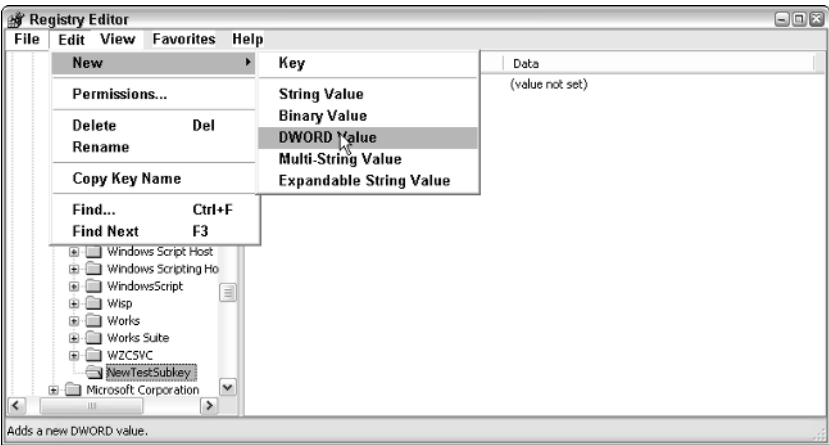 Registry Editor
File Edit View Favorites Help
New
Permissions...
Delete Del
Rename
Copy Key Name
Find... Ctrl+F
Find Next F3
Key
String Value
Binary Value
DWORD Value
Multi-String Value
Expandable String Value
Data
(value not set)
Windows Script Host
Windows Scripting Ho
WindowsScript
Wisp
Works
Works Suite
WZCSVC
NewTestSubkey
Microsoft Corporation
Adds a new DWORD value.